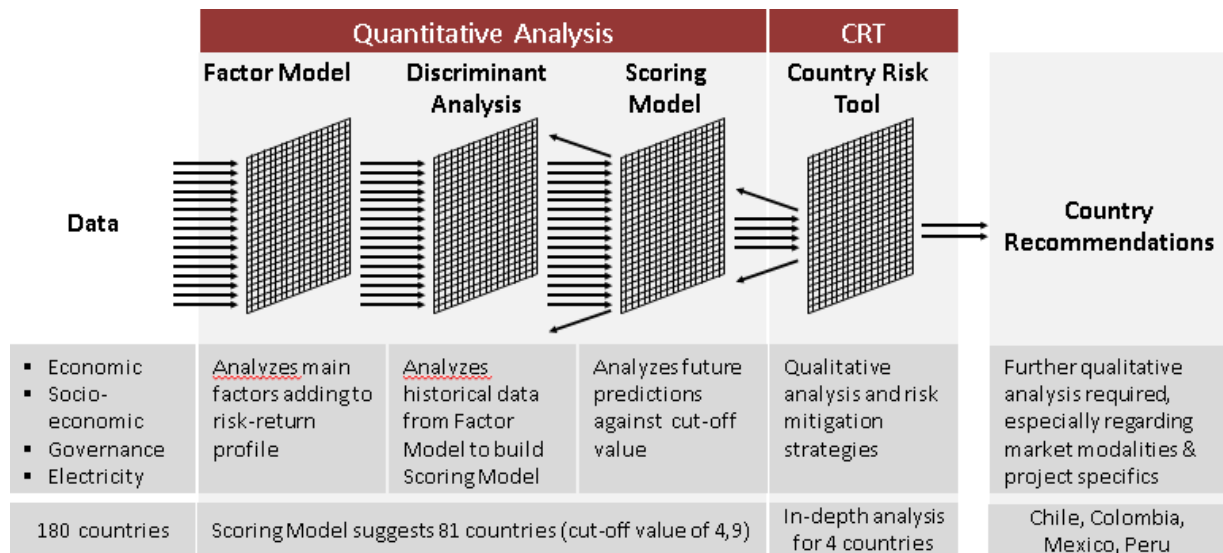 Quantitative Analysis
CRT
Factor Model
Discriminant
Analysis
Scoring
Model
Country Risk
Tool
Data
Country
Recommendations
▪ Economic
▪ Socio-
economic
▪ Governance
▪ Electricity
Analyzes main
factors adding to
risk-return
profile
Analyzes
historical data
from Factor
Model to build
Scoring Model
Analyzes future
predictions
against cut-off
value
Qualitative
analysis and risk
mitigation
strategies
Further qualitative
analysis required,
especially regarding
market modalities &
project specifics
180 countries
Scoring Model suggests 81 countries (cut-off value of 4,9)
In-depth analysis
for 4 countries
Chile, Colombia,
Mexico, Peru